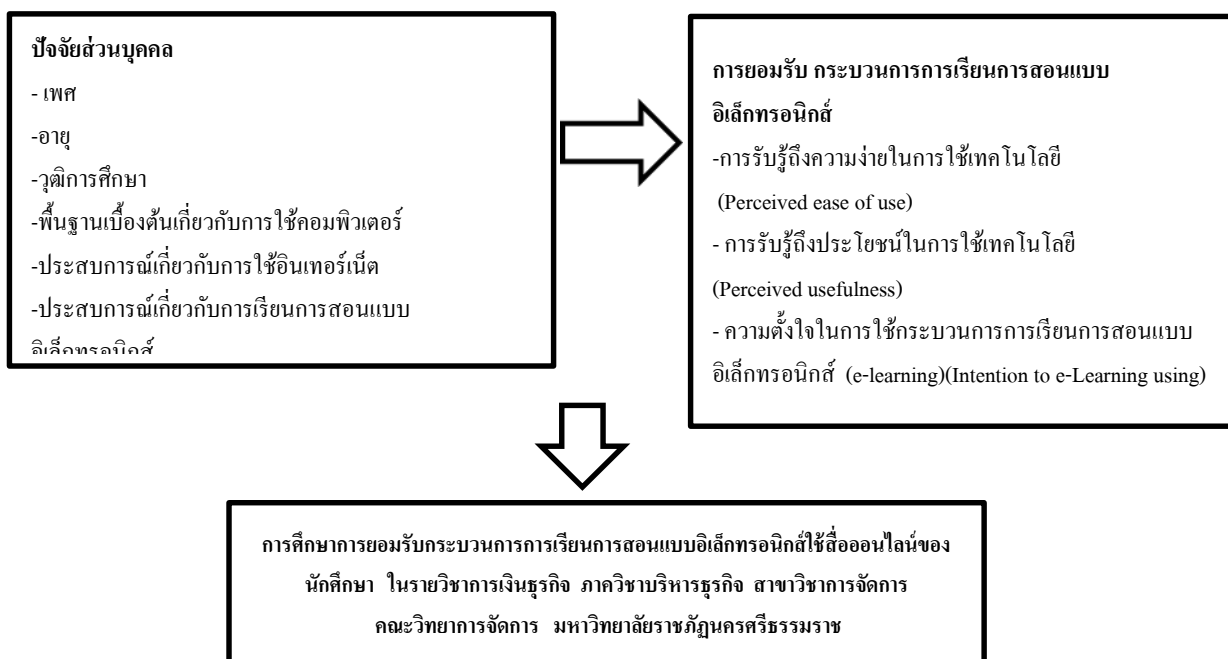 ปัจจัยส่วนบุคคล
- เพศ
-อายุ
-วุฒิการศึกษา
-พื้นฐานเบื้องต้นเกี่ยวกับการใช้คอมพิวเตอร์
-ประสบการณ์เกี่ยวกับการใช้อินเทอร์เน็ต
-ประสบการณ์เกี่ยวกับการเรียนการสอนแบบ
อิเล็กทรอนิกส์
การยอมรับ กระบวนการการเรียนการสอนแบบ
อิเล็กทรอนิกส์
-การรับรู้ถึงความง่ายในการใช้เทคโนโลยี
(Perceived ease of use)
- การรับรู้ถึงประโยชน์ในการใช้เทคโนโลยี
(Perceived usefulness)
- ความตั้งใจในการใช้กระบวนการการเรียนการสอนแบบ
อิเล็กทรอนิกส์ (e-learning)(Intention to e-Learning using)
การศึกษาการยอมรับกระบวนการการเรียนการสอนแบบอิเล็กทรอนิกส์ใช้สื่อออนไลน์ของ
นักศึกษา ในรายวิชาการเงินธุรกิจ ภาควิชาบริหารธุรกิจ สาขาวิชาการจัดการ
คณะวิทยาการจัดการ มหาวิทยาลัยราชภัฏนครศรีธรรมราช